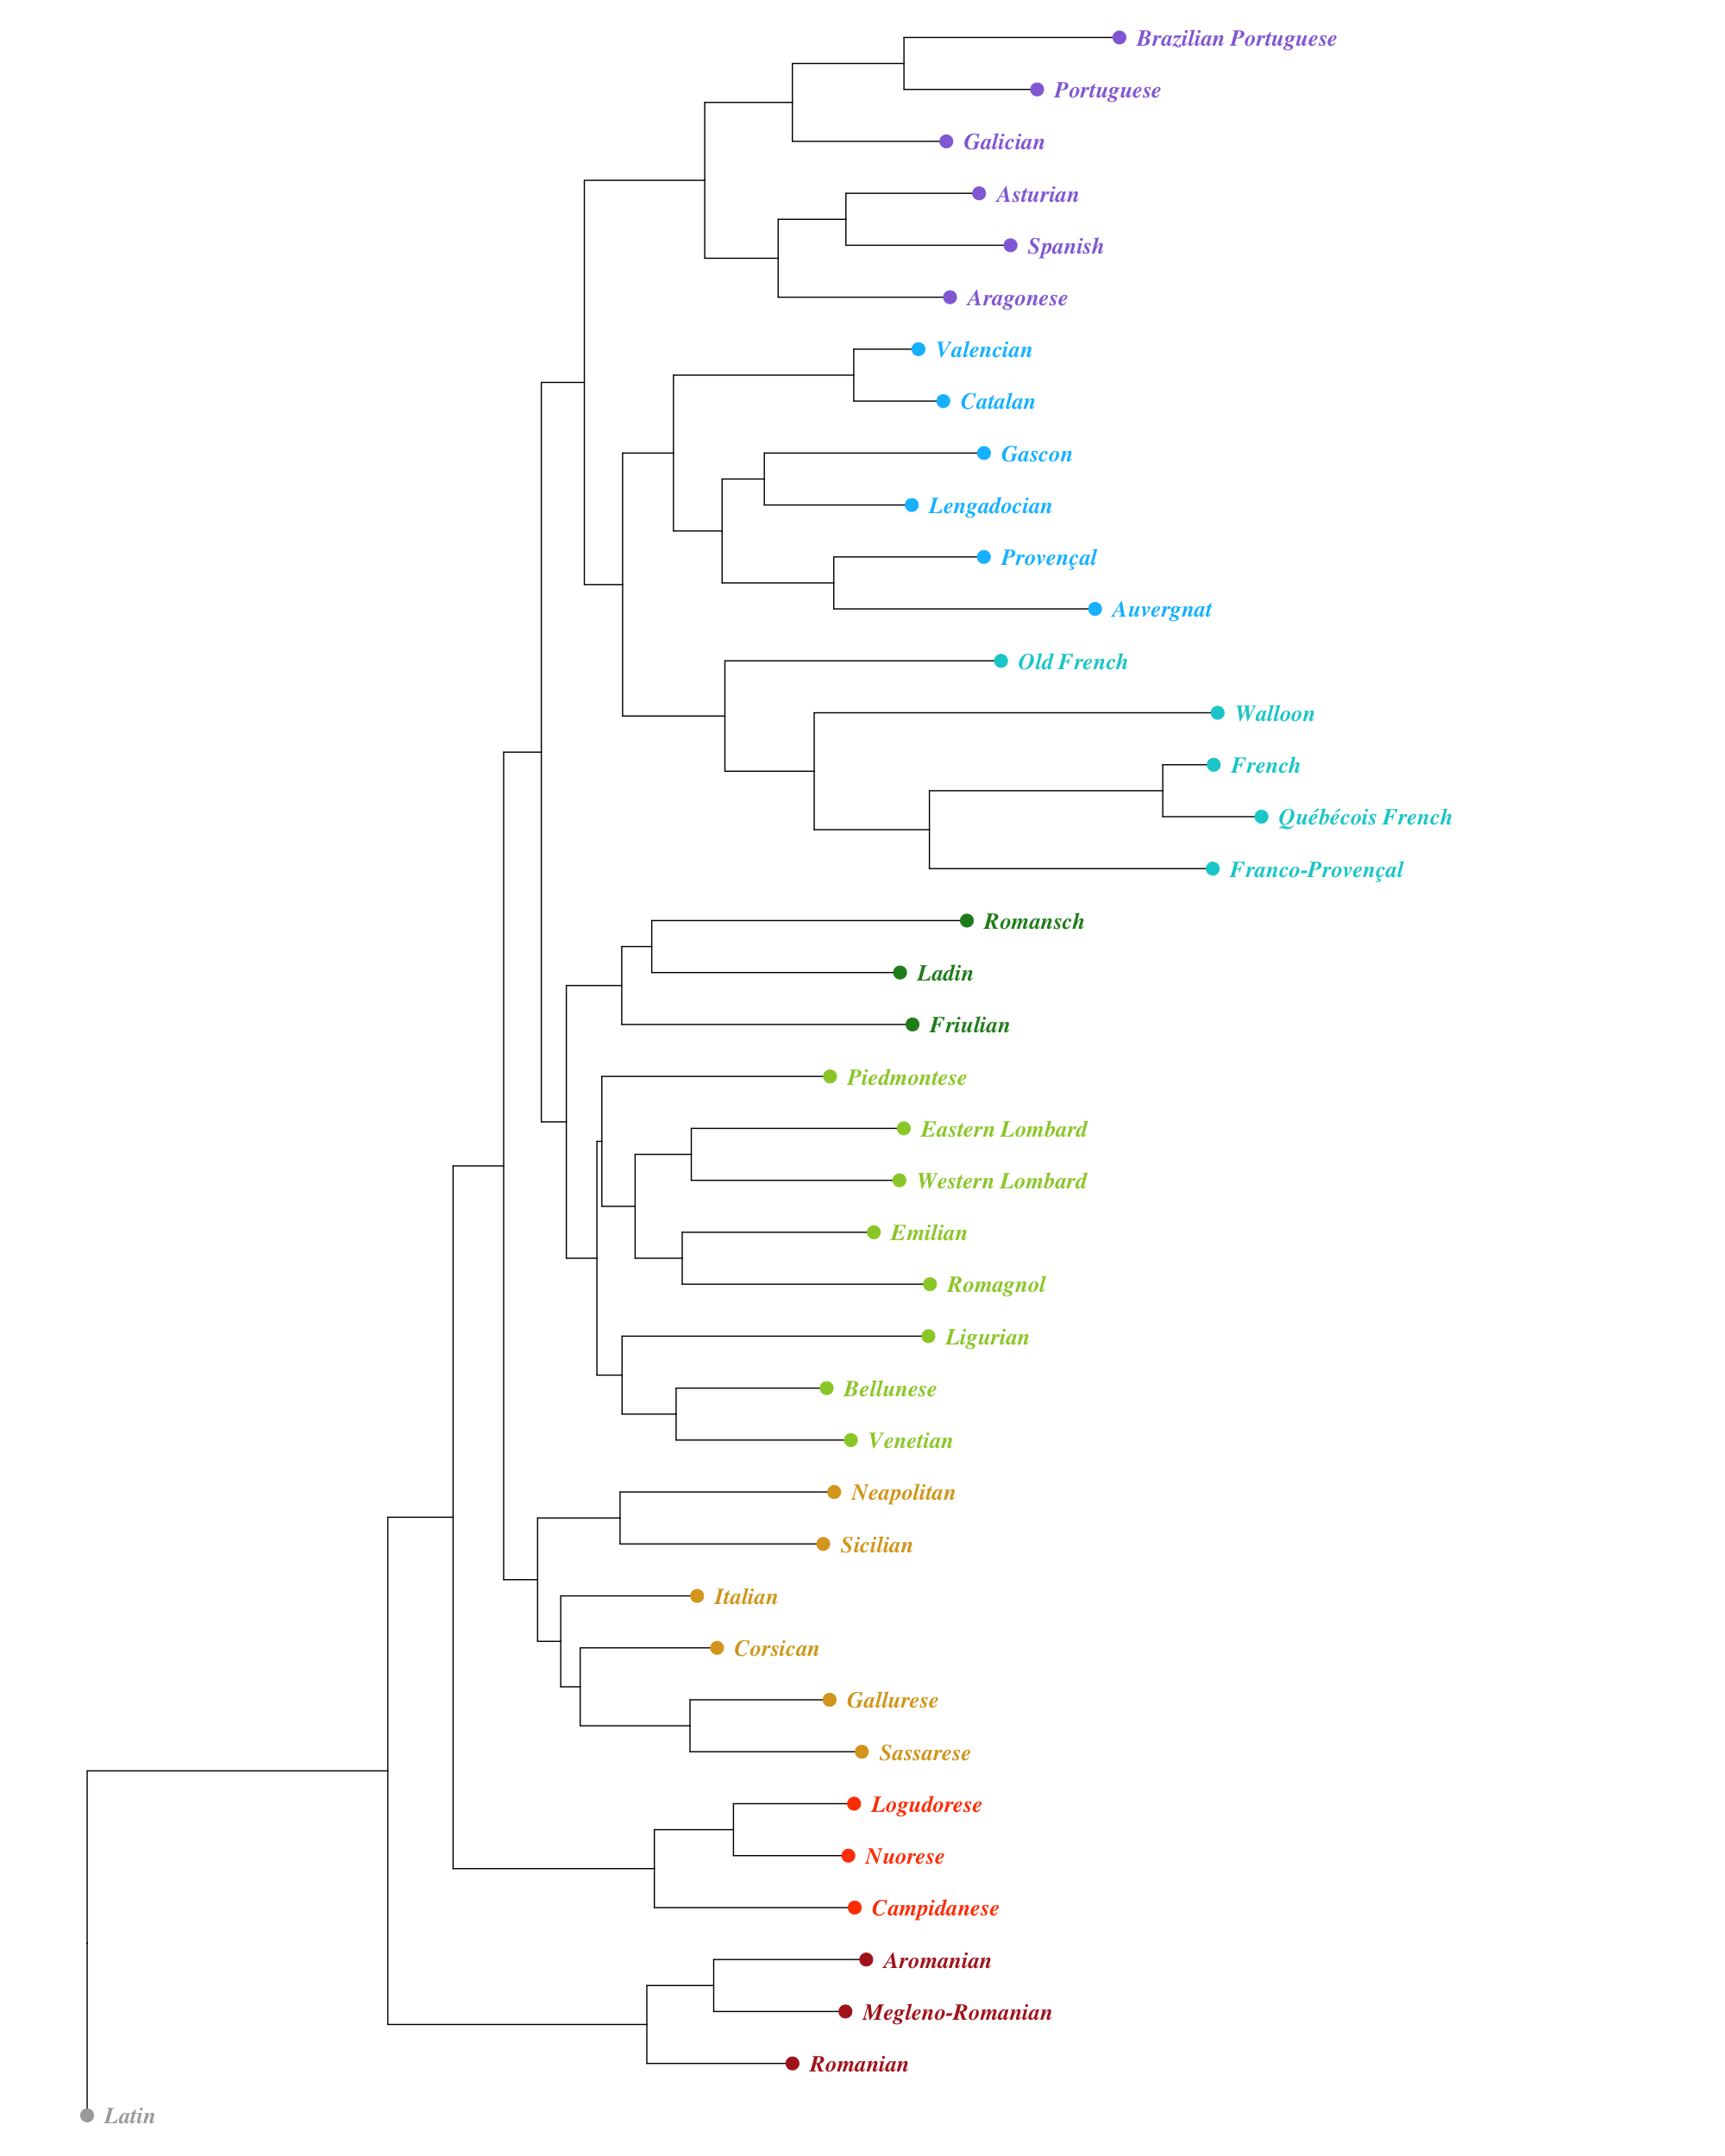 Brazilian Portuguese
Portuguese
Galician
Asturian
Spanish
Aragonese
Valencian
Catalan
Gascon
Lengadocian
Provençal
Auvergnat
Old French
Walloon
French
Québécois French
Franco-Provençal
Romansch
Ladin
Friulian
Piedmontese
Eastern Lombard
Western Lombard
Emilian
Romagnol
Ligurian
Bellunese
Venetian
Neapolitan
Sicilian
Italian
Corsican
Gallurese
Sassarese
Logudorese
Nuorese
Campidanese
Aromanian
Megleno-Romanian
Romanian
Latin